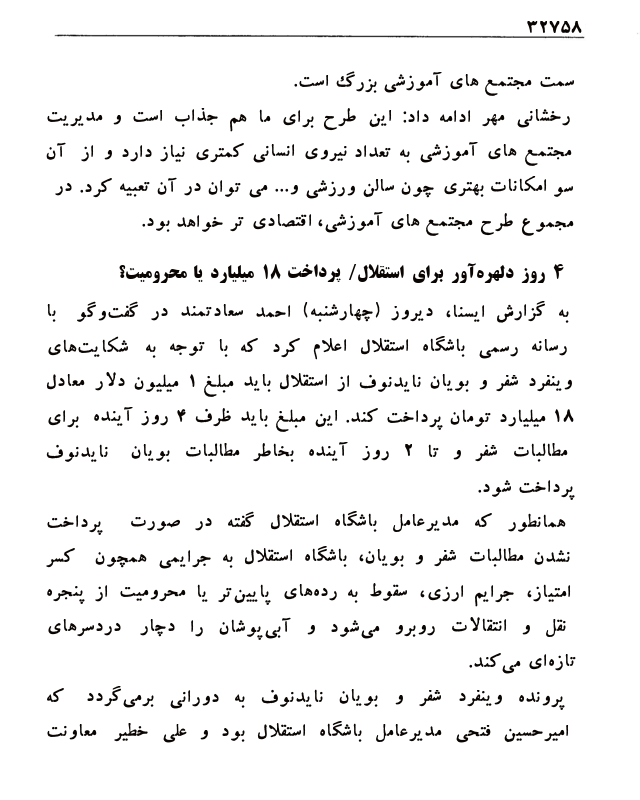 ۳۲۷۵۸
سمت مجتمع های آموزشی بزرگ است.
رخشانی مهر ادامه داد: این طرح برای ما هم جذاب است و مدیریت
مجتمع های آموزشی به تعداد نیروی انسانی کمتری نیاز دارد و از آن
سو امکانات بهتری چون سالن ورزشی و... می توان در آن تعبیه کرد. در
مجموع طرح مجتمع های آموزشی، اقتصادی تر خواهد بود.
۴ روز دلهره‌آور برای استقلال/ پرداخت ۱۸ میلیارد یا محرومیت؟
به گزارش ایسنا، دیروز (چهارشنبه) احمد سعادتمند در گفت‌وگو با
رسانه رسمی باشگاه استقلال اعلام کرد که با توجه به شکایت‌های
وینفرد شفر و بویان نایدنوف از استقلال باید مبلغ ۱ میلیون دلار معادل
۱۸ میلیارد تومان پرداخت کند. این مبلغ باید ظرف ۴ روز آینده برای
مطالبات شفر و تا ۲ روز آینده بخاطر مطالبات بویان نایدنوف
پرداخت شود.
همانطور که مدیرعامل باشگاه استقلال گفته در صورت پرداخت
نشدن مطالبات شفر و بویان، باشگاه استقلال به جرایمی همچون کسر
امتیاز، جرایم ارزی، سقوط به رده‌های پایین‌تر یا محرومیت از پنجره
نقل و انتقالات روبرو می‌شود و آبی‌پوشان را دچار دردسرهای
تازه‌ای می‌کند.
پرونده وینفرد شفر و بویان نایدنوف به دورانی برمی‌گردد که
امیرحسین فتحی مدیرعامل باشگاه استقلال بود و علی خطیر معاونت